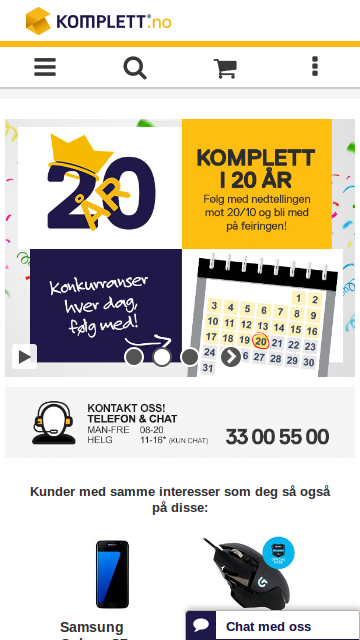 KOMPLETT®.no
20
ÅR
KOMPLETT
I 20 ÅR
Følg med nedtellingen
mot 20/10 og bli med
på feiringen!
Konkurranser
hver dag,
følg med!
1 2
3 4 5 6 7 8 9
10 11 12 13 14 15 16
17 18 19 20 21 22 23
24 25 26 27 28 29 30
31
KONTAKT OSS!
TELEFON & CHAT
MAN-FRE 08-20
HELG 11-16* (KUN CHAT)
33 00 55 00
Kunder med samme interesser som deg så også
på disse:
Samsung
Chat med oss